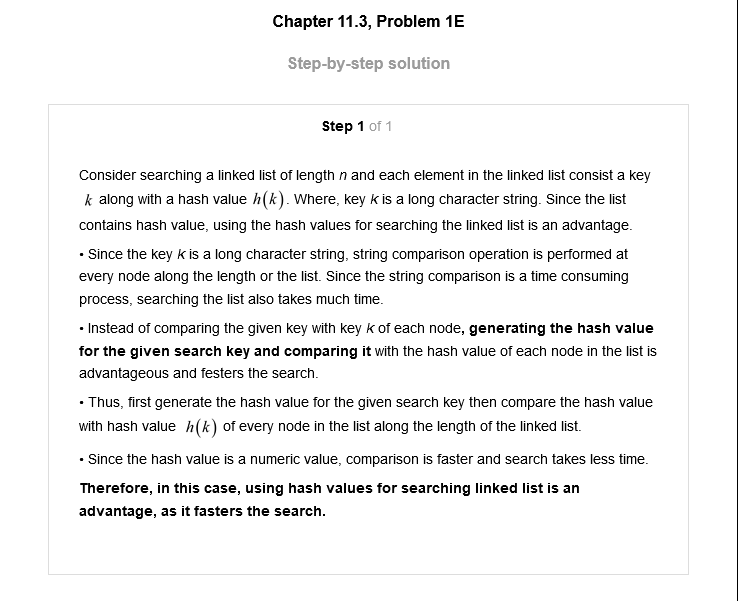 Chapter 11.3, Problem 1E
Step-by-step solution
Step 1 of 1
Consider searching a linked list of length n and each element in the linked list consist a key
k along with a hash value h(k). Where, key k is a long character string. Since the list
contains hash value, using the hash values for searching the linked list is an advantage.
• Since the key k is a long character string, string comparison operation is performed at
every node along the length or the list. Since the string comparison is a time consuming
process, searching the list also takes much time.
• Instead of comparing the given key with key k of each node, generating the hash value
for the given search key and comparing it with the hash value of each node in the list is
advantageous and festers the search.
• Thus, first generate the hash value for the given search key then compare the hash value
with hash value h(k) of every node in the list along the length of the linked list.
• Since the hash value is a numeric value, comparison is faster and search takes less time.
Therefore, in this case, using hash values for searching linked list is an
advantage, as it fasters the search.